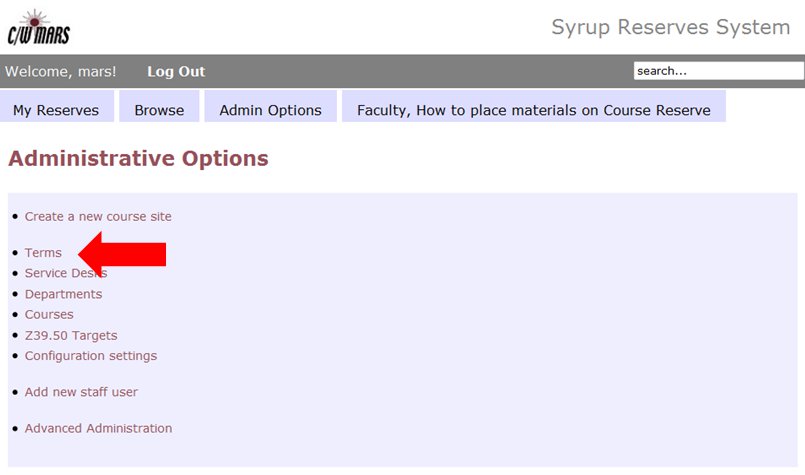 C/W MARS
Syrup Reserves System
Welcome, mars! Log Out search...
My Reserves Browse Admin Options Faculty, How to place materials on Course Reserve
Administrative Options
Create a new course site
Terms
Service Desks
Departments
Courses
Z39.50 Targets
Configuration settings
Add new staff user
Advanced Administration